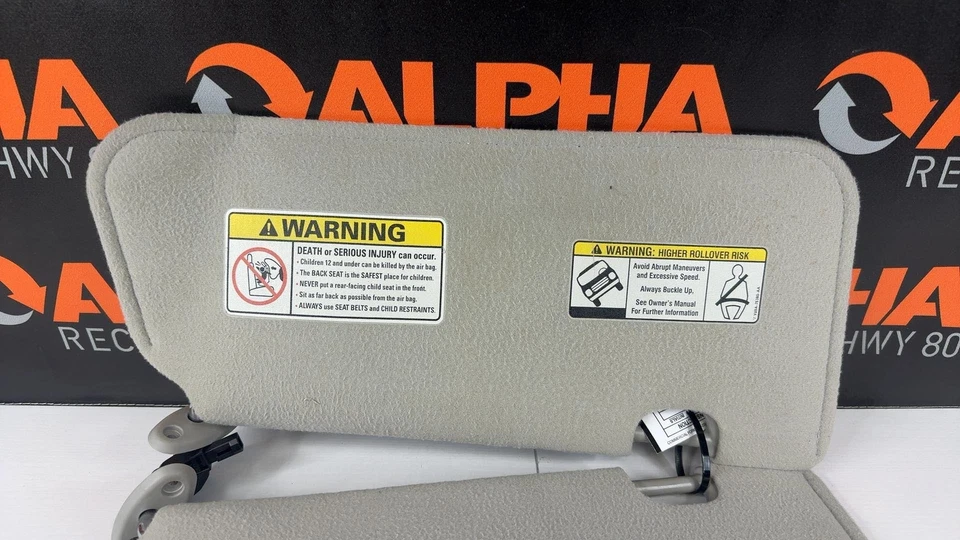 HA
ALPHA
HWY 80
RE
WARNING
DEATH or SERIOUS INJURY can occur.
• Children 12 and under can be killed by the air bag.
• The BACK SEAT is the SAFEST place for children.
• NEVER put a rear-facing child seat in the front.
• Sit as far back as possible from the air bag.
• ALWAYS use SEAT BELTS and CHILD RESTRAINTS.
WARNING: HIGHER ROLLOVER RISK
Avoid Abrupt Maneuvers
and Excessive Speed.
Always Buckle Up.
See Owner's Manual
For Further Information
A
REC
HWY 80